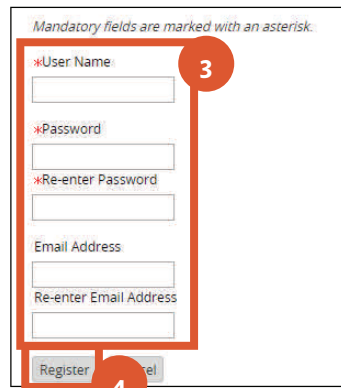 Mandatory fields are marked with an asterisk.
*User Name
3
*Password
*Re-enter Password
Email Address
Re-enter Email Address
Register
4